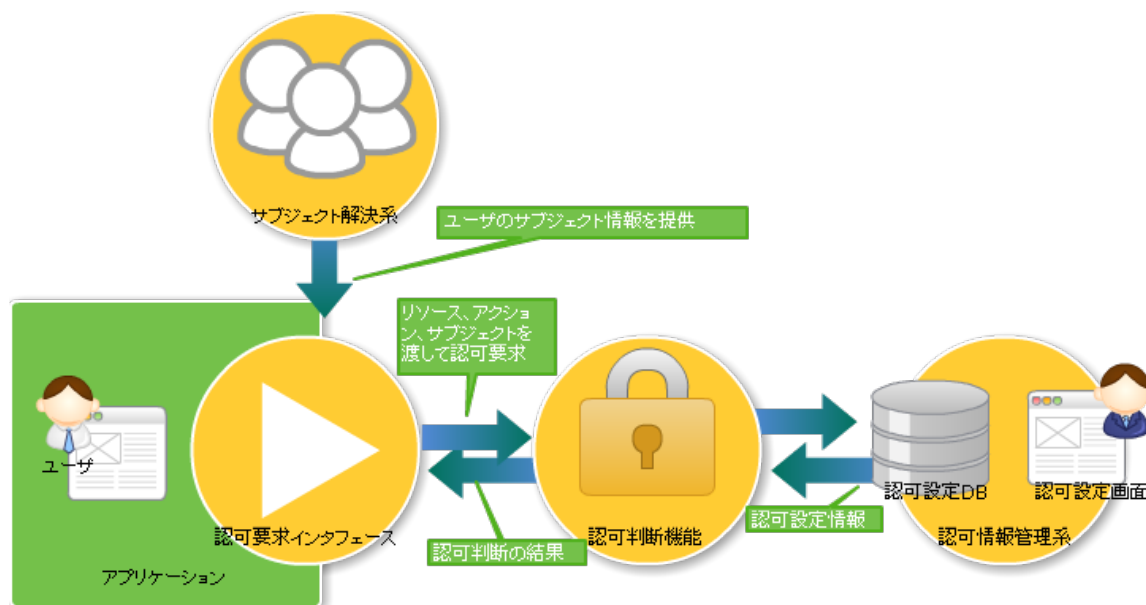 サブジェクト解決系
ユーザのサブジェクト情報を提供
リソース、アクショ
ン、サブジェクトを
渡して認可要求
ユーザ
認可設定DB
認可設定画面
認可設定情報
認可要求インタフェース
認可判断機能
認可情報管理系
認可判断の結果
アプリケーション